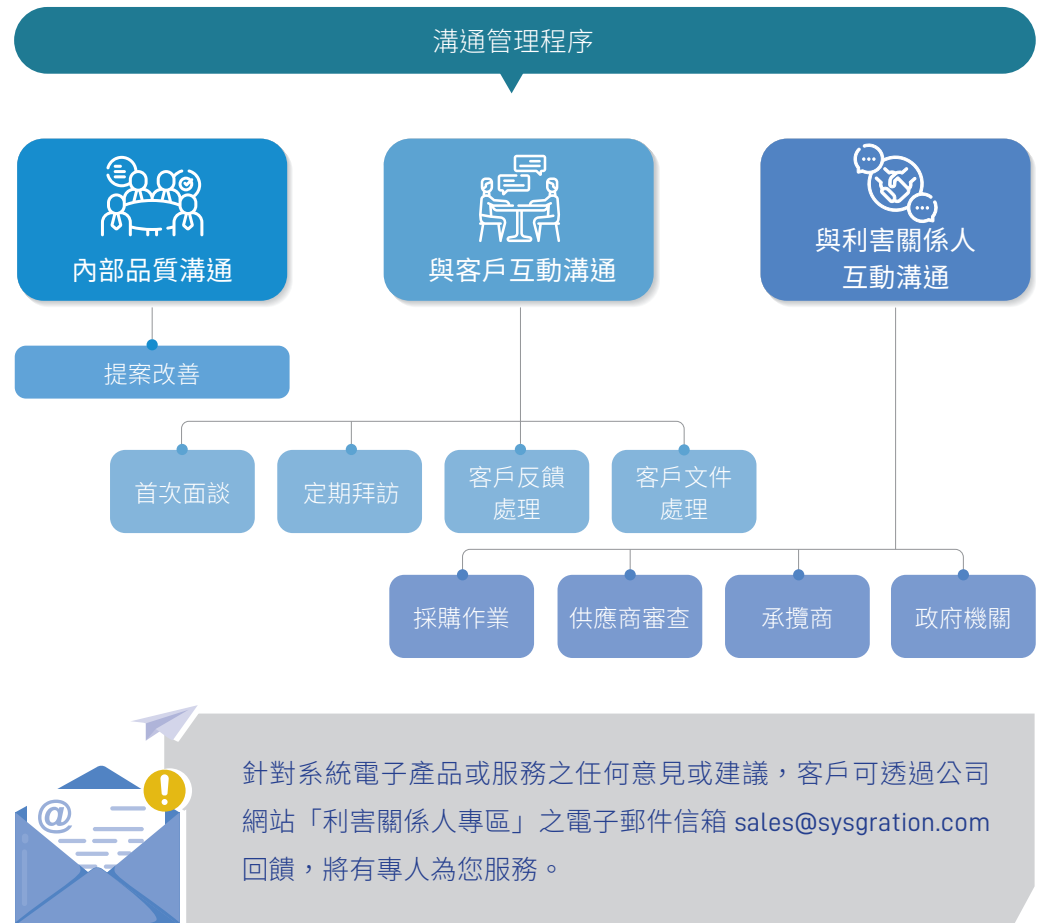 溝通管理程序
內部品質溝通
與客戶互動溝通
與利害關係人
互動溝通
提案改善
首次面談
定期拜訪
客戶反饋
處理
客戶文件
處理
採購作業
供應商審查
承攬商
政府機關
@
針對系統電子產品或服務之任何意見或建議，客戶可透過公司
網站「利害關係人專區」之電子郵件信箱 sales@sysgration.com
回饋，將有專人為您服務。